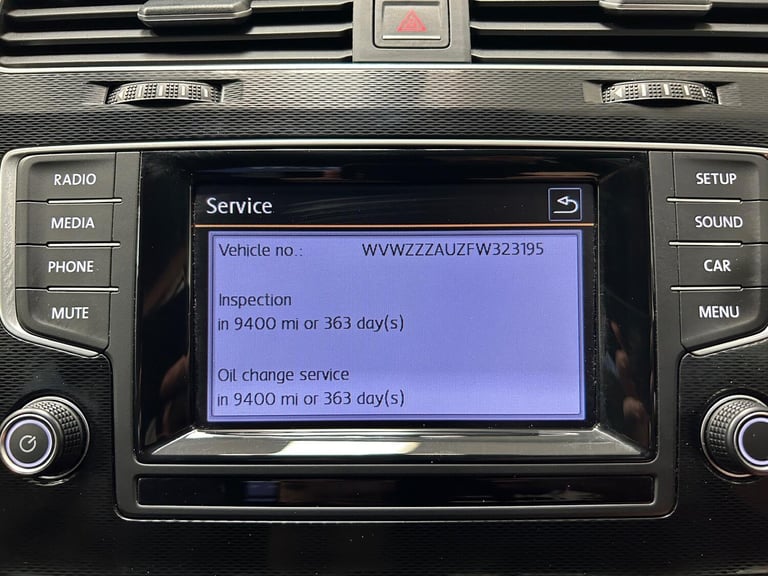 RADIO
MEDIA
PHONE
MUTE
Service
Vehicle no.: WVWZZZAUZFW323195
Inspection
in 9400 mi or 363 day(s)
Oil change service
in 9400 mi or 363 day(s)
SETUP
SOUND
CAR
MENU